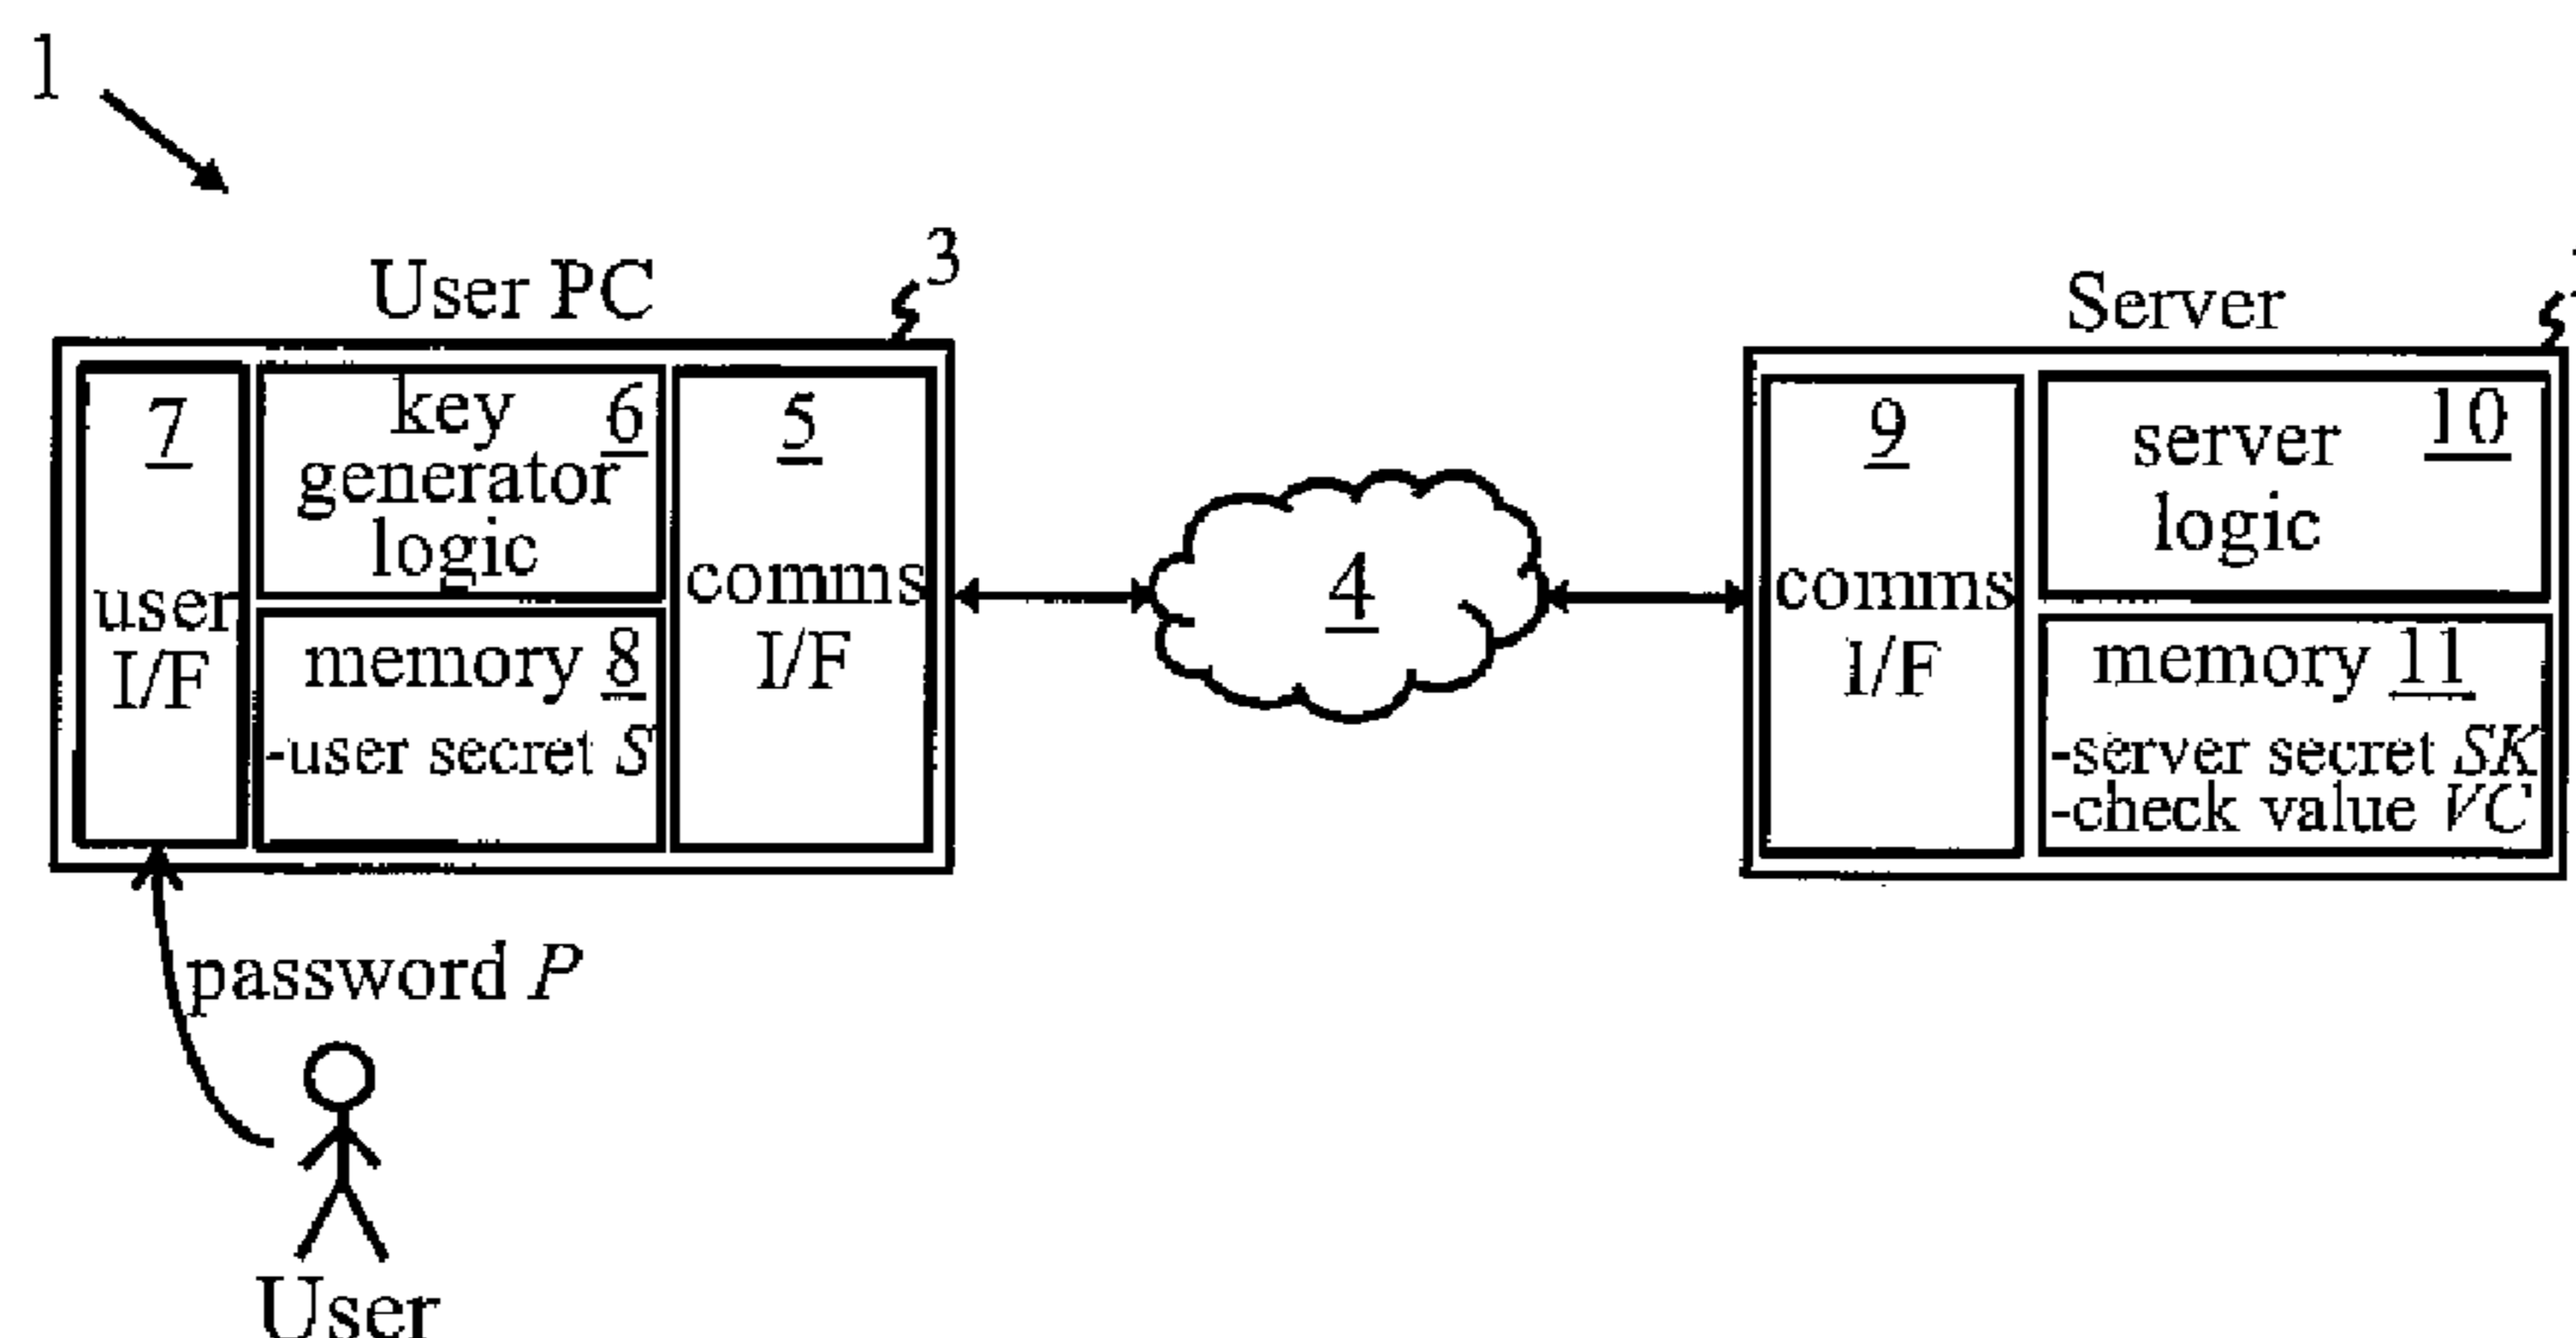 1
User PC
3
7
user
I/F
key
6
generator
logic
memory 8
-user secret S
5
comms
I/F
4
Server
9
comms
I/F
10
server
logic
memory 11
-server secret SK
-check value VC
password P
User